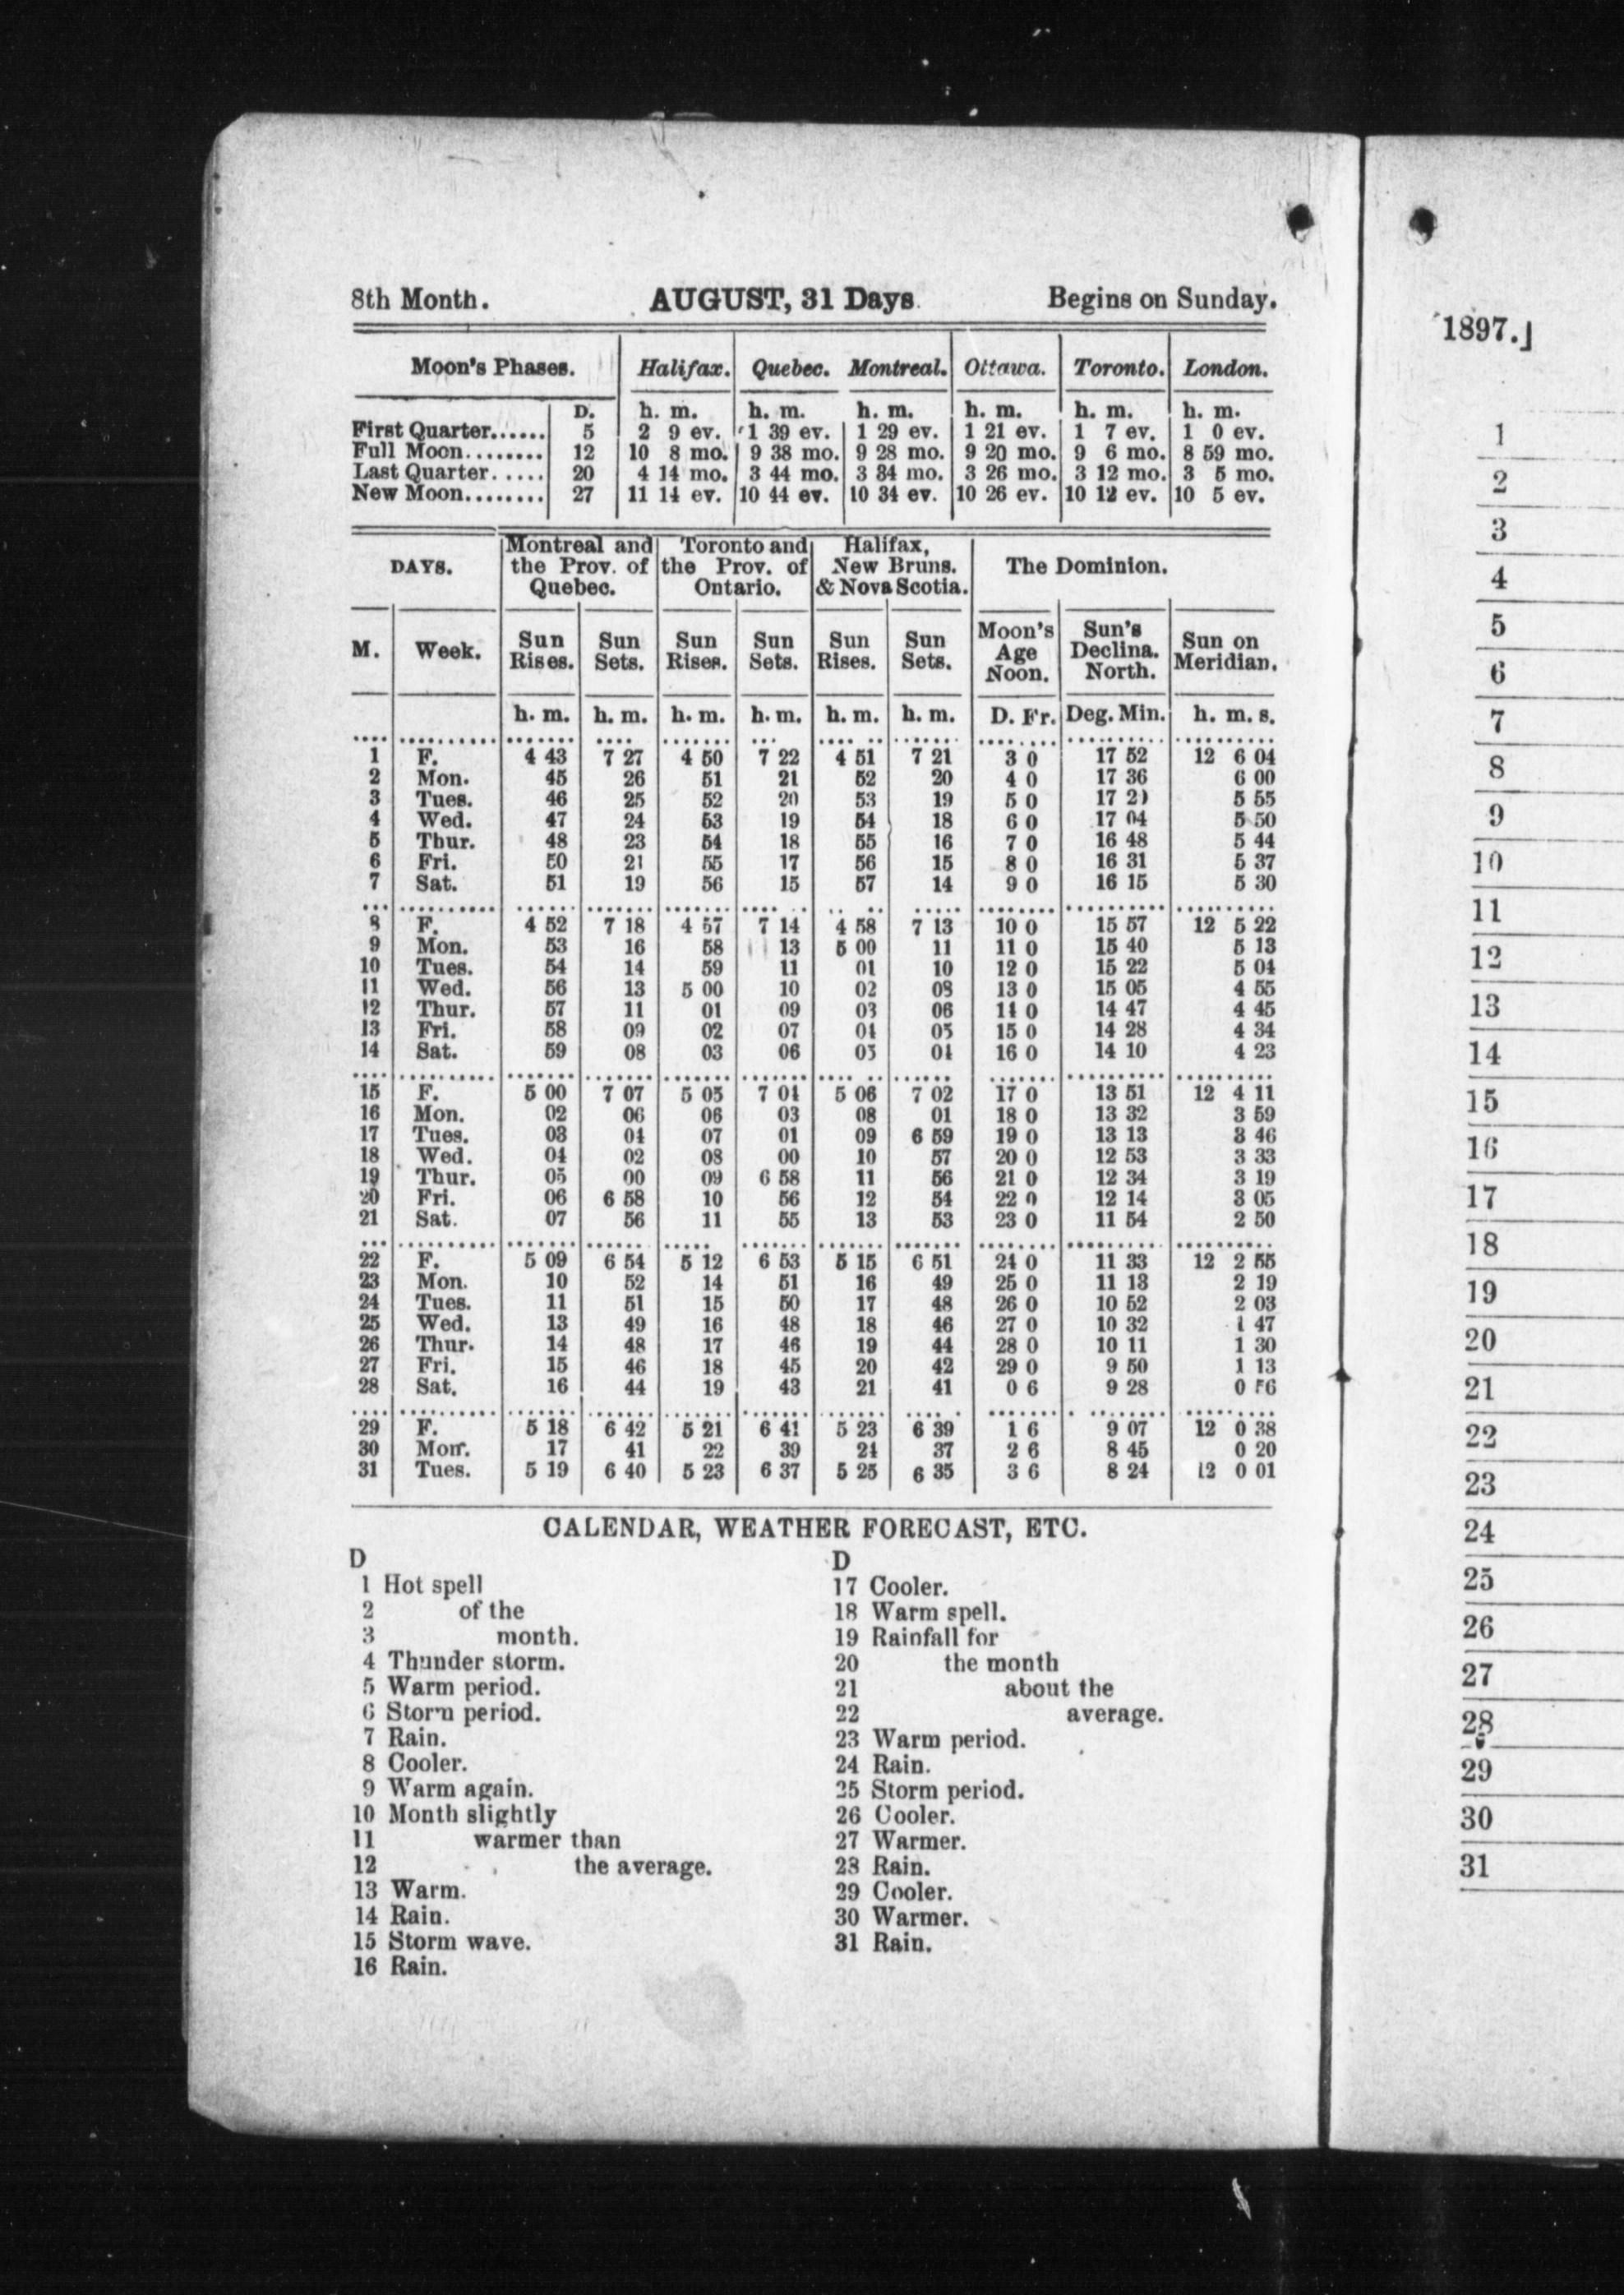 8th Month. AUGUST, 31 Days. Begins on Sunday.
Moon's Phases. Halifax. Quebec. Montreal. Ottawa. Toronto. London.
D. h. m. h. m. h. m. h. m. h. m. h. m.
First Quarter...... 5 2 9 ev. 1 39 ev. 1 29 ev. 1 21 ev. 1 7 ev. 1 0 ev.
Full Moon........ 12 10 8 mo. 9 38 mo. 9 28 mo. 9 20 mo. 9 6 mo. 8 59 mo.
Last Quarter..... 20 4 14 mo. 3 44 mo. 3 34 mo. 3 26 mo. 3 12 mo. 3 5 mo.
New Moon........ 27 11 14 ev. 10 44 ev. 10 34 ev. 10 26 ev. 10 12 ev. 10 5 ev.
DAYS. Montreal and the Prov. of Quebec. Toronto and the Prov. of Ontario. Halifax, New Bruns. & Nova Scotia. The Dominion.
M. Week. Sun Rises. Sun Sets. Sun Rises. Sun Sets. Sun Rises. Sun Sets. Moon's Age Noon. Sun's Declina. North. Sun on Meridian.
h. m. h. m. h. m. h. m. h. m. h. m. D. Fr. Deg. Min. h. m. s.
1 F. 4 43 7 27 4 50 7 22 4 51 7 21 3 0 17 52 12 6 04
2 Mon. 45 26 51 21 52 20 4 0 17 36 6 00
3 Tues. 46 25 52 20 53 19 5 0 17 20 5 55
4 Wed. 47 24 53 19 54 18 6 0 17 04 5 50
5 Thur. 48 23 54 18 55 16 7 0 16 48 5 44
6 Fri. 50 21 55 17 56 15 8 0 16 31 5 37
7 Sat. 51 19 56 15 57 14 9 0 16 15 5 30
8 F. 4 52 7 18 4 57 7 14 4 58 7 13 10 0 15 57 12 5 22
9 Mon. 53 16 58 13 5 00 11 11 0 15 40 5 13
10 Tues. 54 14 59 11 01 10 12 0 15 22 5 04
11 Wed. 56 13 5 00 10 02 08 13 0 15 05 4 55
12 Thur. 57 11 01 09 03 06 14 0 14 47 4 45
13 Fri. 58 09 02 07 04 05 15 0 14 28 4 34
14 Sat. 59 08 03 06 05 04 16 0 14 10 4 23
15 F. 5 00 7 07 5 05 7 04 5 06 7 02 17 0 13 51 12 4 11
16 Mon. 02 06 06 03 08 01 18 0 13 32 3 59
17 Tues. 03 04 07 01 09 6 59 19 0 13 13 3 46
18 Wed. 04 02 08 00 10 57 20 0 12 53 3 33
19 Thur. 05 00 09 6 58 11 56 21 0 12 34 3 19
20 Fri. 06 6 58 10 56 12 54 22 0 12 14 3 05
21 Sat. 07 56 11 55 13 53 23 0 11 54 2 50
22 F. 5 09 6 54 5 12 6 53 5 15 6 51 24 0 11 33 12 2 55
23 Mon. 10 52 14 51 16 49 25 0 11 13 2 19
24 Tues. 11 51 15 50 17 48 26 0 10 52 2 03
25 Wed. 13 49 16 48 18 46 27 0 10 32 1 47
26 Thur. 14 48 17 46 19 44 28 0 10 11 1 30
27 Fri. 15 46 18 45 20 42 29 0 9 50 1 13
28 Sat. 16 44 19 43 21 41 0 6 9 28 0 56
29 F. 5 18 6 42 5 21 6 41 5 23 6 39 1 6 9 07 12 0 38
30 Mon. 17 41 22 39 24 37 2 6 8 45 0 20
31 Tues. 5 19 6 40 5 23 6 37 5 25 6 35 3 6 8 24 12 0 01
CALENDAR, WEATHER FORECAST, ETC.
D
1 Hot spell
2 of the
3 month.
4 Thunder storm.
5 Warm period.
6 Storm period.
7 Rain.
8 Cooler.
9 Warm again.
10 Month slightly
11 warmer than
12 the average.
13 Warm.
14 Rain.
15 Storm wave.
16 Rain.
D
17 Cooler.
18 Warm spell.
19 Rainfall for
20 the month
21 about the
22 average.
23 Warm period.
24 Rain.
25 Storm period.
26 Cooler.
27 Warmer.
28 Rain.
29 Cooler.
30 Warmer.
31 Rain.
1897.]
1
2
3
4
5
6
7
8
9
10
11
12
13
14
15
16
17
18
19
20
21
22
23
24
25
26
27
28
29
30
31